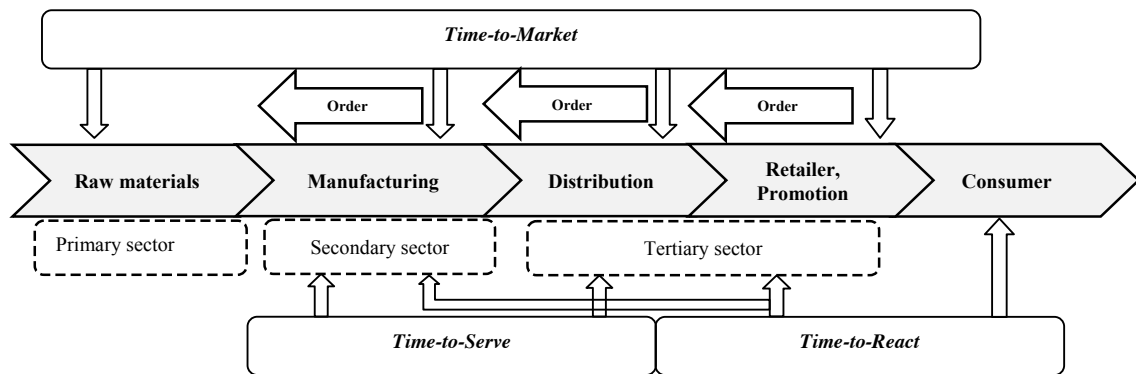 Time-to-Market
Order
Order
Order
Raw materials
Manufacturing
Distribution
Retailer,
Promotion
Consumer
Primary sector
Secondary sector
Tertiary sector
Time-to-Serve
Time-to-React